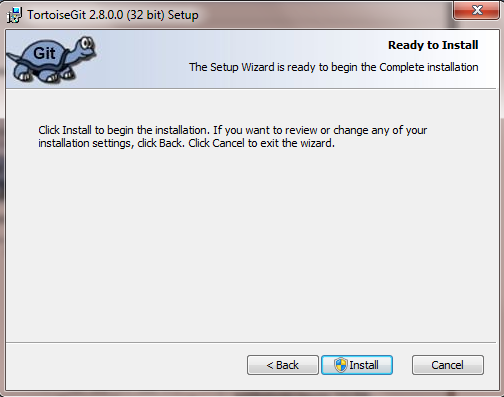 TortoiseGit 2.8.0.0 (32 bit) Setup
Git
Ready to Install
The Setup Wizard is ready to begin the Complete installation
Click Install to begin the installation. If you want to review or change any of your
installation settings, click Back. Click Cancel to exit the wizard.
< Back
Install
Cancel